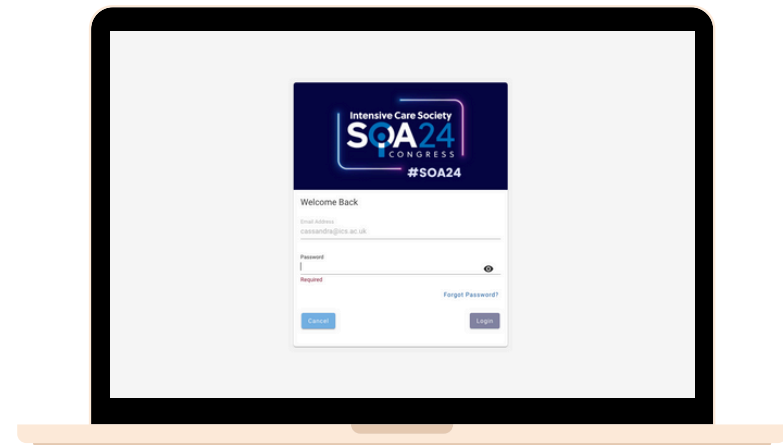 Intensive Care Society
SOA24
CONGRESS
#SOA24
Welcome Back
Email Address
cassandra@ics.ac.uk
Password
Required
Forgot Password?
Cancel
Login